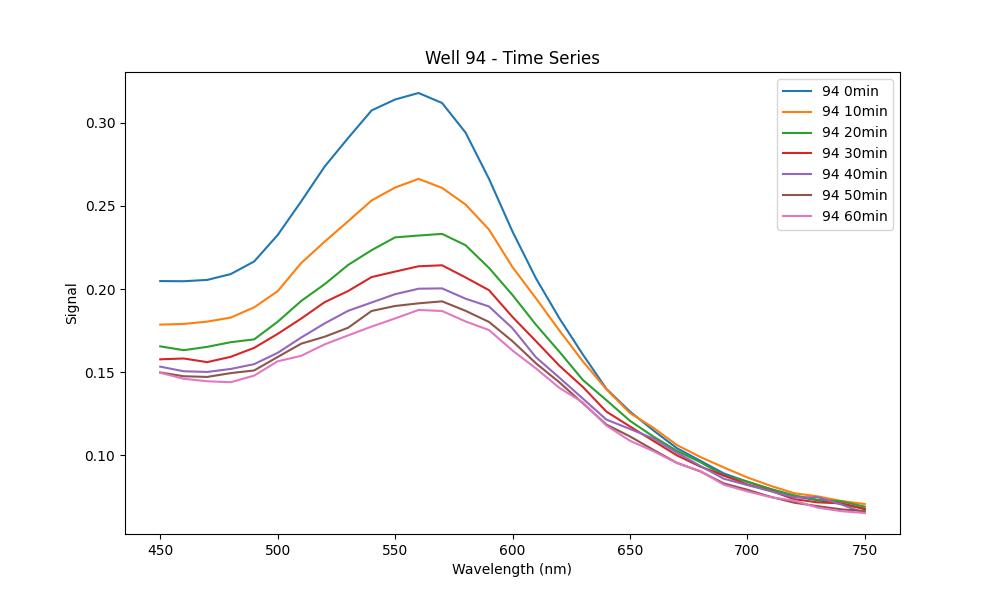 Well 94 - Time Series
94 0min
94 10min
94 20min
94 30min
94 40min
94 50min
94 60min
Signal
0.30
0.25
0.20
0.15
0.10
450 500 550 600 650 700 750
Wavelength (nm)